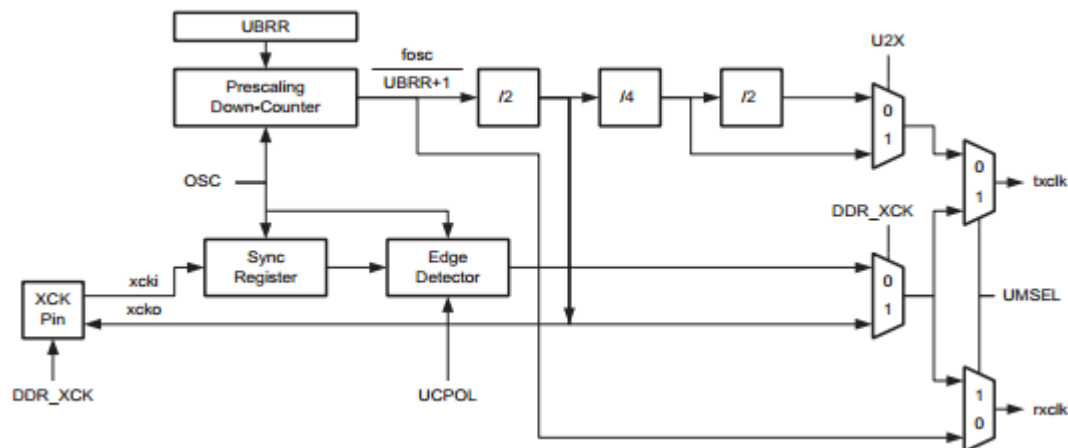 UBRR
fosc
U2X
Prescaling
Down-Counter
UBRR+1
/2
/4
/2
0
1
OSC
0
1
txclk
DDR_XCK
Sync
Register
Edge
Detector
xcki
XCK
Pin
xcko
0
1
UMSEL
DDR_XCK
UCPOL
1
0
rxclk